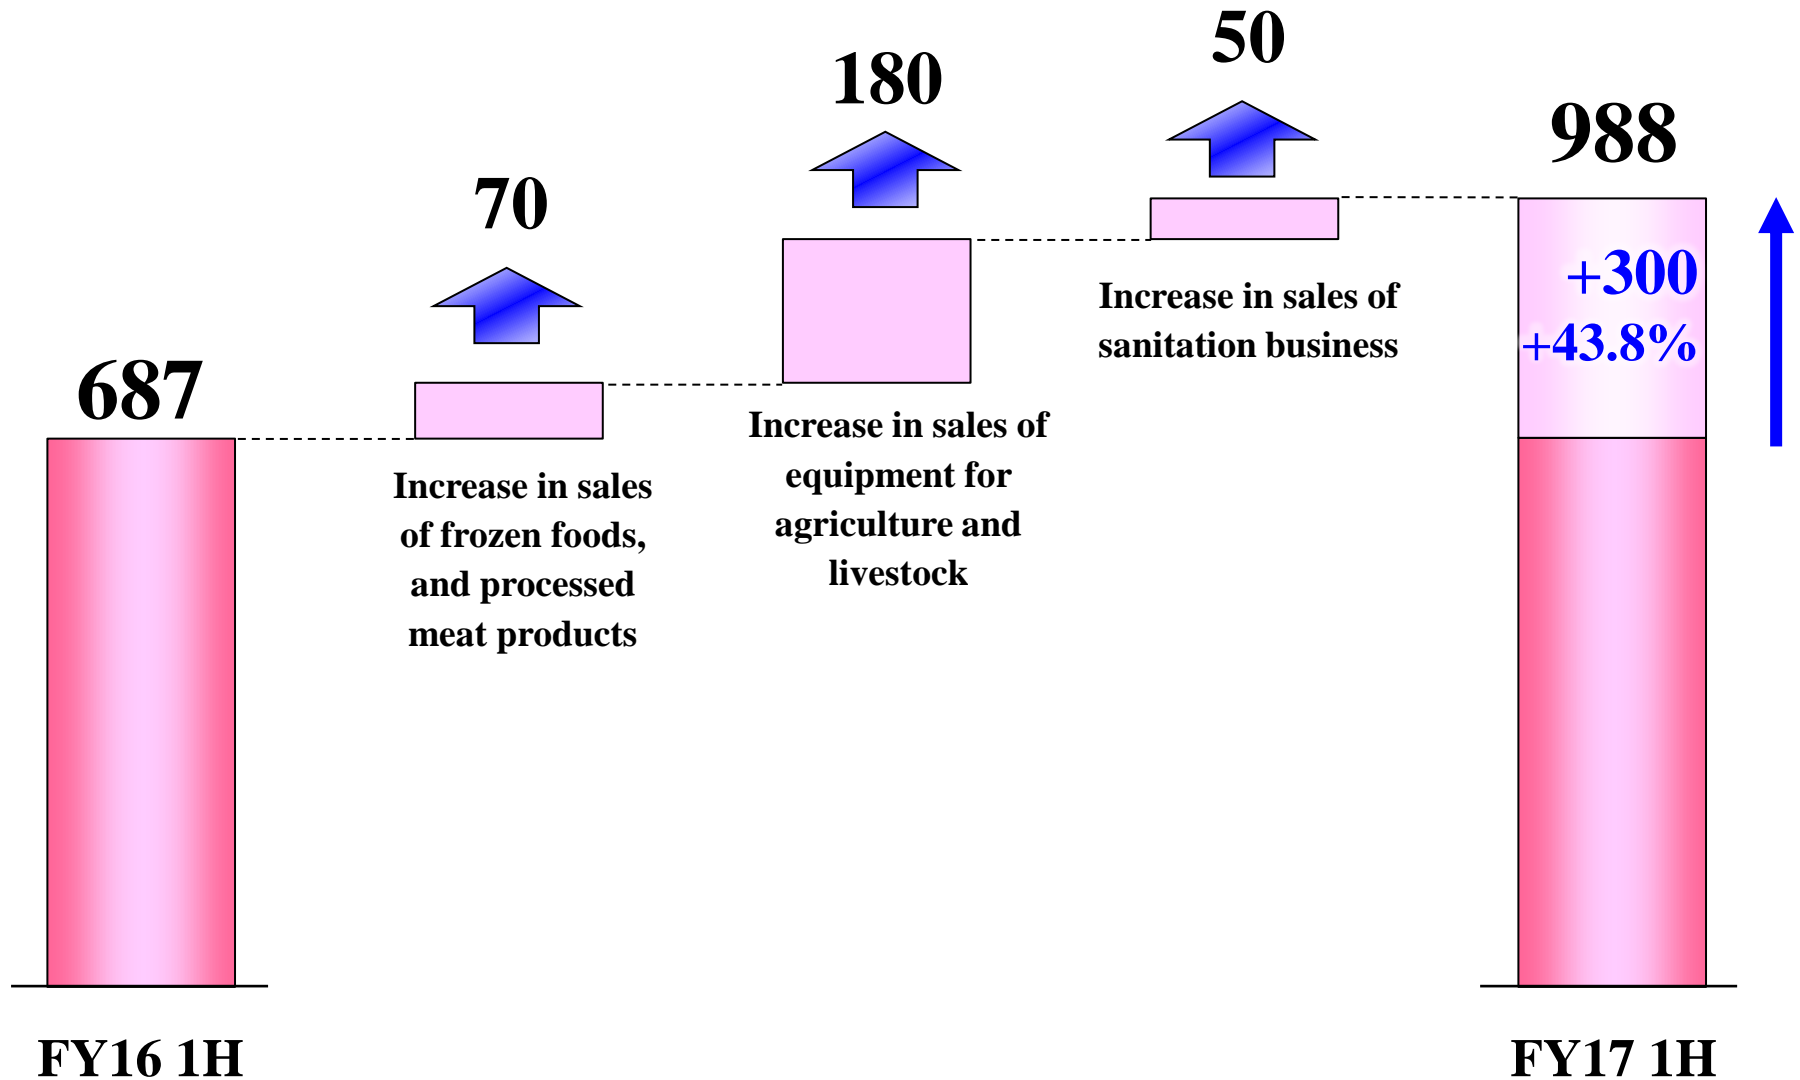 687
70
Increase in sales
of frozen foods,
and processed
meat products
180
Increase in sales of
equipment for
agriculture and
livestock
50
Increase in sales of
sanitation business
988
+300
+43.8%
FY16 1H
FY17 1H